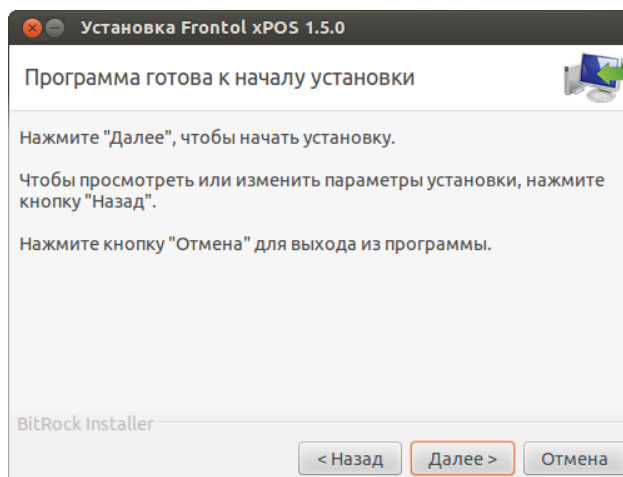 Установка Frontol xPOS 1.5.0
Программа готова к началу установки
Нажмите "Далее", чтобы начать установку.
Чтобы просмотреть или изменить параметры установки, нажмите
кнопку "Назад".
Нажмите кнопку "Отмена" для выхода из программы.
BitRock Installer
< Назад
Далее >
Отмена